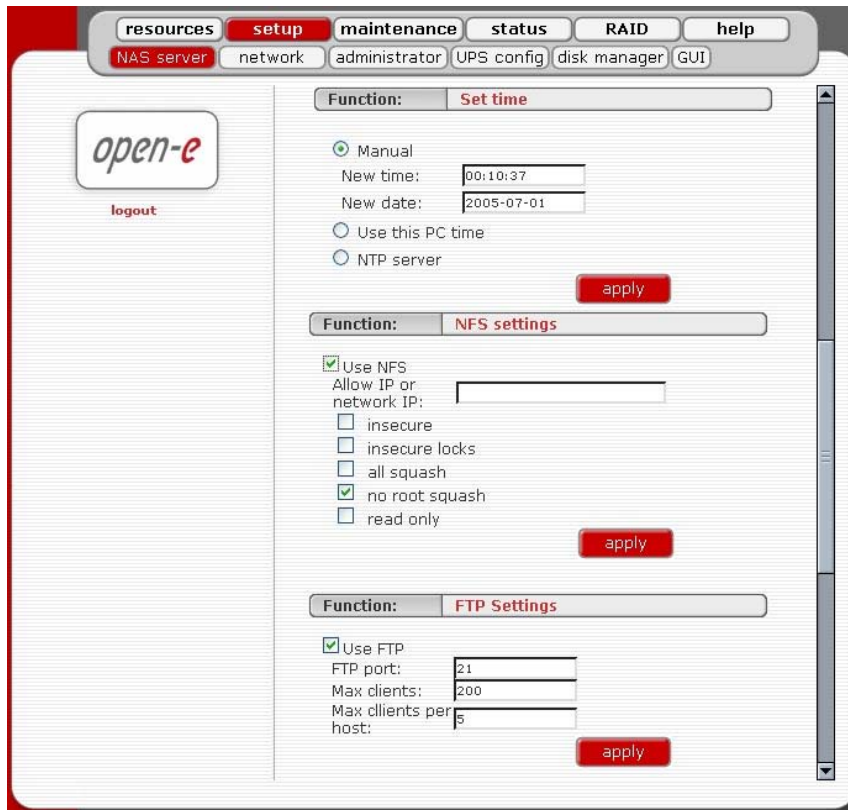 resources setup maintenance status RAID help
NAS server network administrator UPS config disk manager GUI
open-e
logout
Function: Set time
Manual
New time: 00:10:37
New date: 2005-07-01
Use this PC time
NTP server
apply
Function: NFS settings
Use NFS
Allow IP or
network IP:
insecure
insecure locks
all squash
no root squash
read only
apply
Function: FTP Settings
Use FTP
FTP port: 21
Max clients: 200
Max cllients per
host: 5
apply